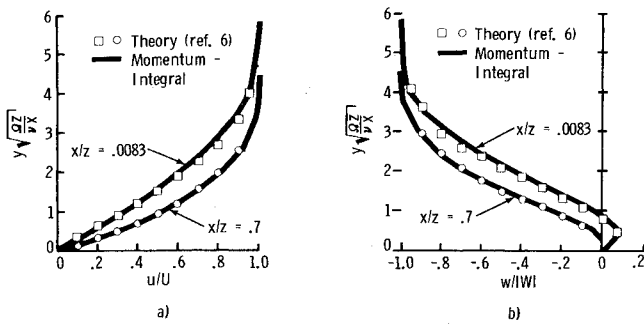 6
5
4
3
2
1
0
y√ΩZ/νX
Theory (ref. 6)
Momentum -
Integral
x/z = .0083
x/z = .7
0 .2 .4 .6 .8 1.0
u/U
a)
6
5
4
3
2
1
0
y√ΩZ/νX
Theory (ref. 6)
Momentum -
Integral
x/z = .0083
x/z = .7
-1.0 -.8 -.6 -.4 -.2 0 .2
w/|W|
b)